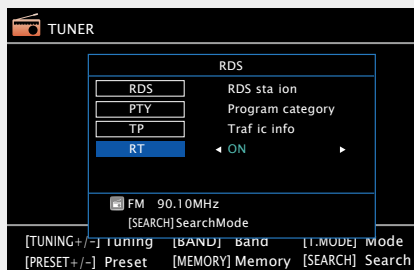 TUNER
RDS
RDS RDS sta ion
PTY Program category
TP Traf ic info
RT ON
FM 90.10MHz
[SEARCH] SearchMode
[TUNING+/-] Tuning [BAND] Band [T.MODE] Mode
[PRESET+/-] Preset [MEMORY] Memory [SEARCH] Search